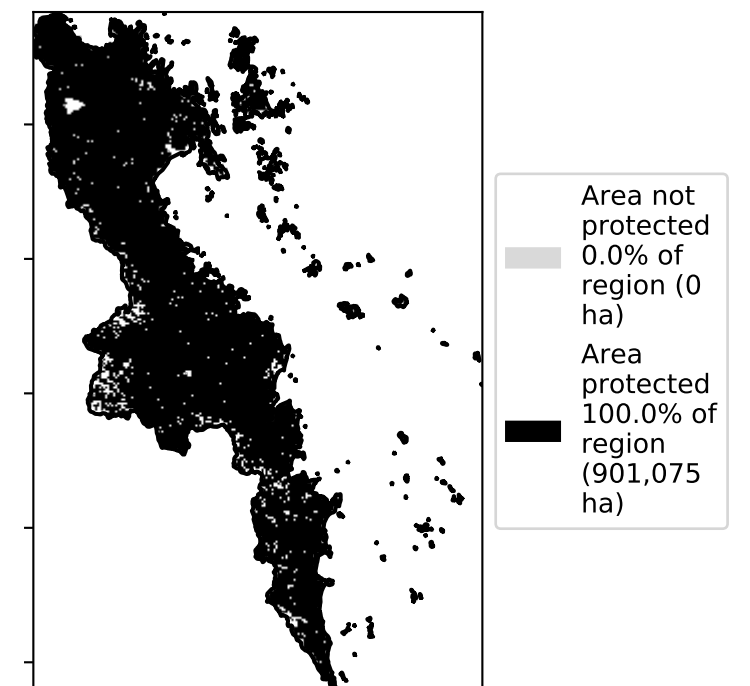 Area not
protected
0.0% of
region (0
ha)
Area
protected
100.0% of
region
(901,075
ha)